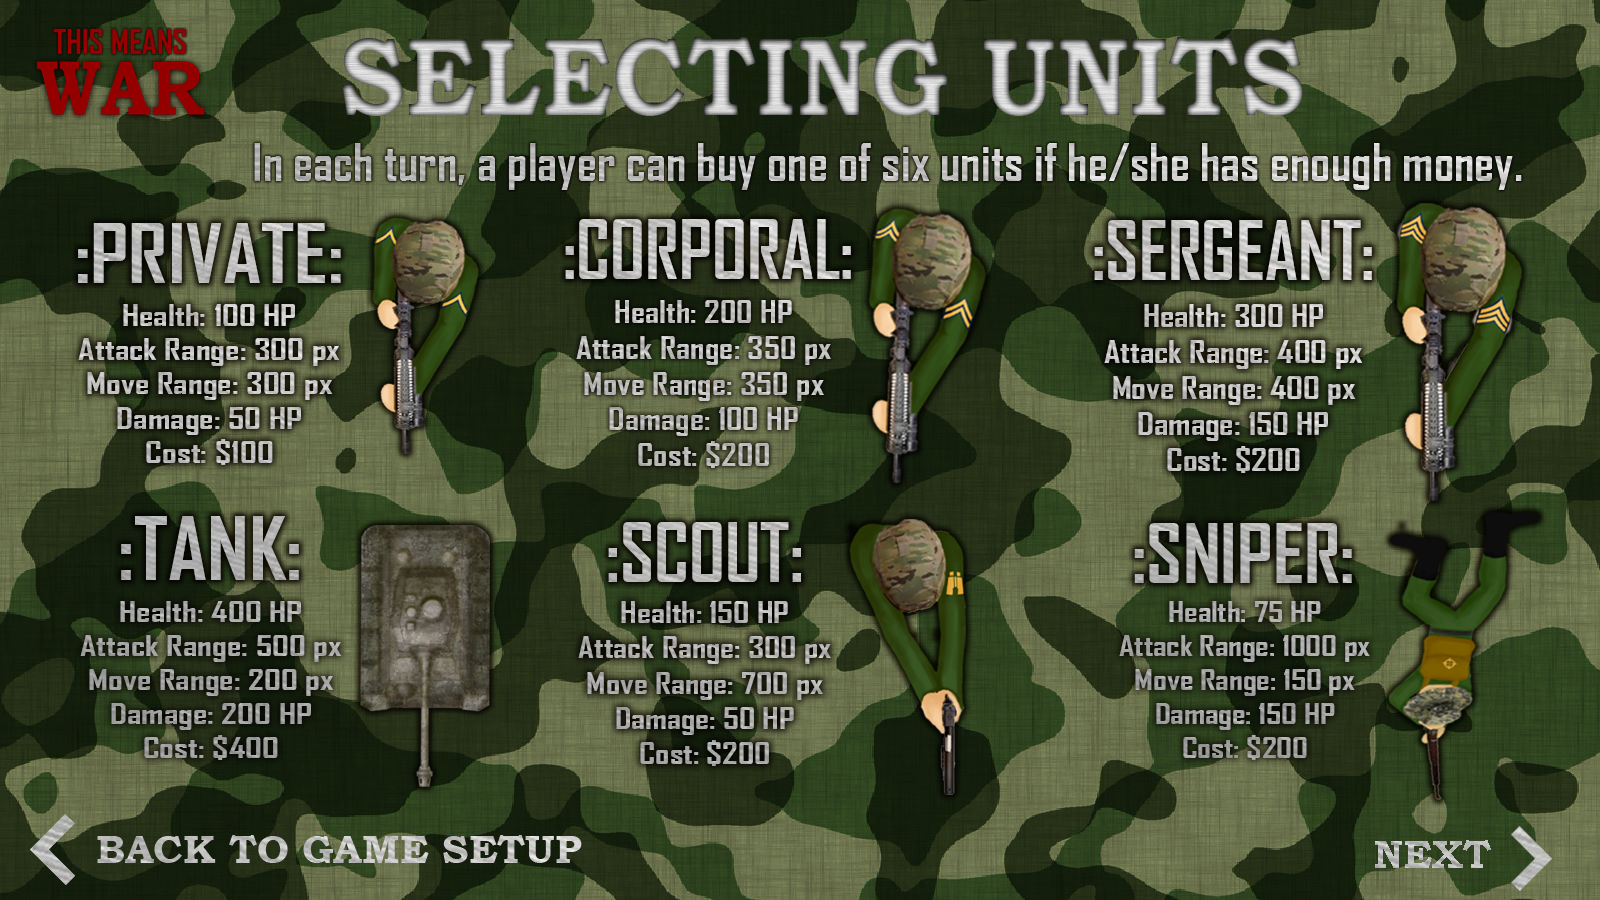 THIS MEANS
WAR
SELECTING UNITS
In each turn, a player can buy one of six units if he/she has enough money.
:PRIVATE:
Health: 100 HP
Attack Range: 300 px
Move Range: 300 px
Damage: 50 HP
Cost: $100
:CORPORAL:
Health: 200 HP
Attack Range: 350 px
Move Range: 350 px
Damage: 100 HP
Cost: $200
:SERGEANT:
Health: 300 HP
Attack Range: 400 px
Move Range: 400 px
Damage: 150 HP
Cost: $200
:TANK:
Health: 400 HP
Attack Range: 500 px
Move Range: 200 px
Damage: 200 HP
Cost: $400
:SCOUT:
Health: 150 HP
Attack Range: 300 px
Move Range: 700 px
Damage: 50 HP
Cost: $200
:SNIPER:
Health: 75 HP
Attack Range: 1000 px
Move Range: 150 px
Damage: 150 HP
Cost: $200
BACK TO GAME SETUP
NEXT